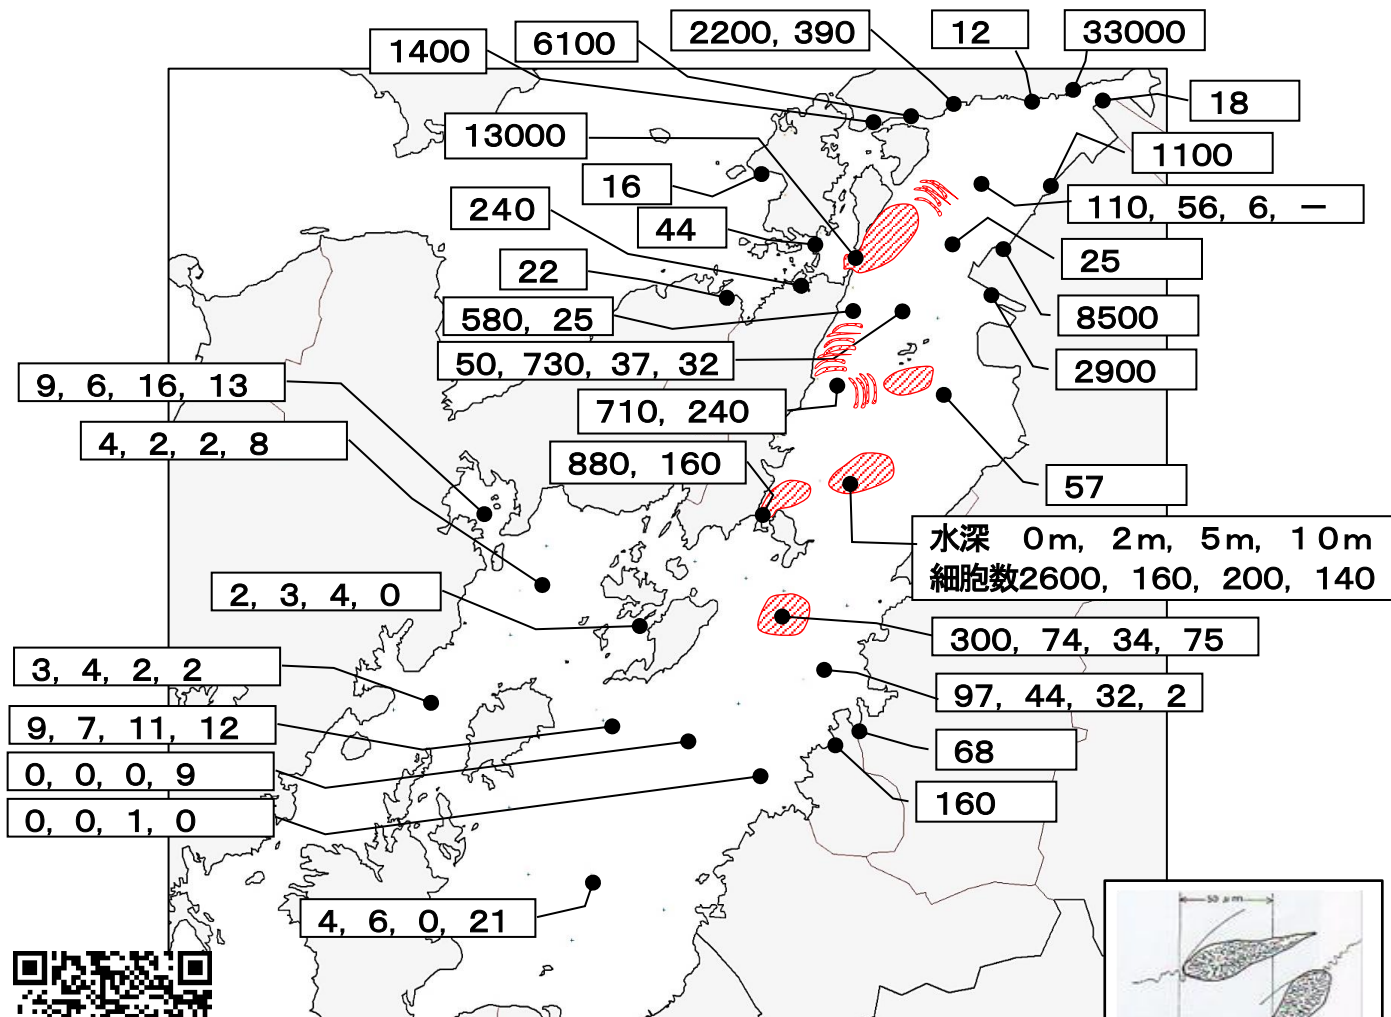 2200, 390
12
33000
6100
1400
18
13000
1100
16
110, 56, 6, ー
240
44
25
22
580, 25
8500
50, 730, 37, 32
2900
9, 6, 16, 13
710, 240
4, 2, 2, 8
880, 160
57
水深 0m, 2m, 5m, 10m
細胞数2600, 160, 200, 140
2, 3, 4, 0
300, 74, 34, 75
3, 4, 2, 2
97, 44, 32, 2
9, 7, 11, 12
68
0, 0, 0, 9
160
0, 0, 1, 0
4, 6, 0, 21
50 μm